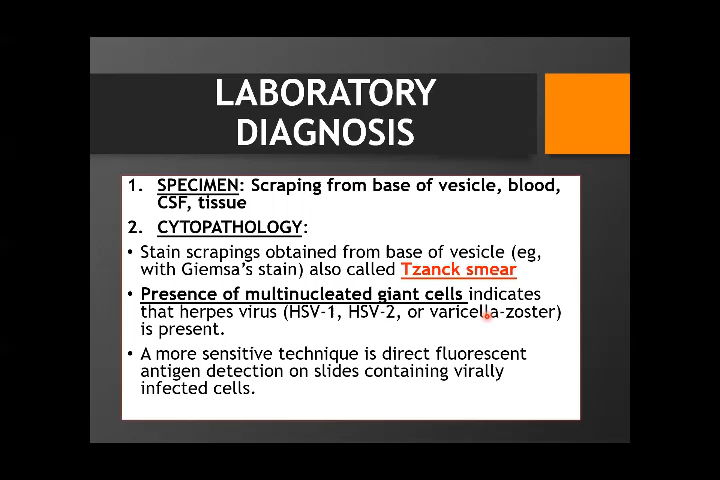 LABORATORY
DIAGNOSIS
1. SPECIMEN: Scraping from base of vesicle, blood,
CSF, tissue
2. CYTOPATHOLOGY:
• Stain scrapings obtained from base of vesicle (eg,
with Giemsa's stain) also called Tzanck smear
• Presence of multinucleated giant cells indicates
that herpes virus (HSV-1, HSV-2, or varicella-zoster)
is present.
• A more sensitive technique is direct fluorescent
antigen detection on slides containing virally
infected cells.